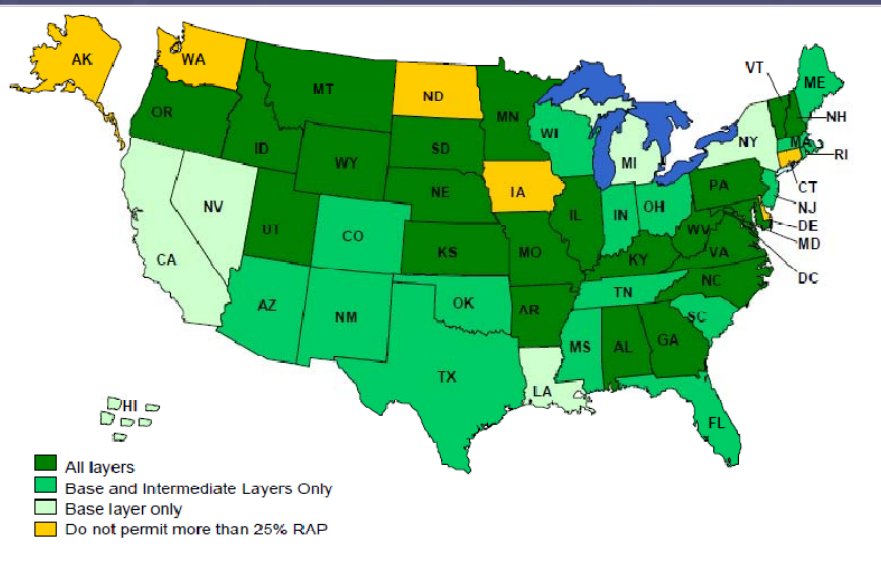 AK
WA
MT
ND
MN
VT
ME
OR
ID
WY
SD
WI
MI
NY
NH
MA
RI
NV
UT
CO
NE
IA
IL
IN
OH
PA
CT
NJ
DE
MD
DC
CA
KS
MO
KY
WV
VA
AZ
NM
OK
AR
TN
NC
SC
TX
LA
MS
AL
GA
FL
HI
All layers
Base and Intermediate Layers Only
Base layer only
Do not permit more than 25% RAP